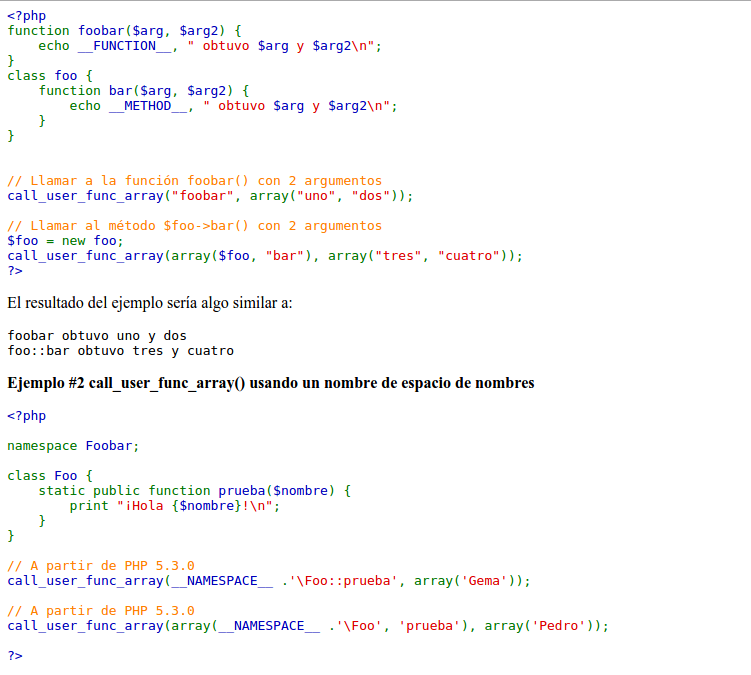 <?php
function foobar($arg, $arg2) {
    echo __FUNCTION__, " obtuvo $arg y $arg2\n";
}
class foo {
    function bar($arg, $arg2) {
        echo __METHOD__, " obtuvo $arg y $arg2\n";
    }
}
// Llamar a la función foobar() con 2 argumentos
call_user_func_array("foobar", array("uno", "dos"));
// Llamar al método $foo->bar() con 2 argumentos
$foo = new foo;
call_user_func_array(array($foo, "bar"), array("tres", "cuatro"));
?>
El resultado del ejemplo sería algo similar a:
foobar obtuvo uno y dos
foo::bar obtuvo tres y cuatro
Ejemplo #2 call_user_func_array() usando un nombre de espacio de nombres
<?php
namespace Foobar;
class Foo {
    static public function prueba($nombre) {
        print "¡Hola {$nombre}!\n";
    }
}
// A partir de PHP 5.3.0
call_user_func_array(__NAMESPACE__ .'\Foo::prueba', array('Gema'));
// A partir de PHP 5.3.0
call_user_func_array(array(__NAMESPACE__ .'\Foo', 'prueba'), array('Pedro'));
?>